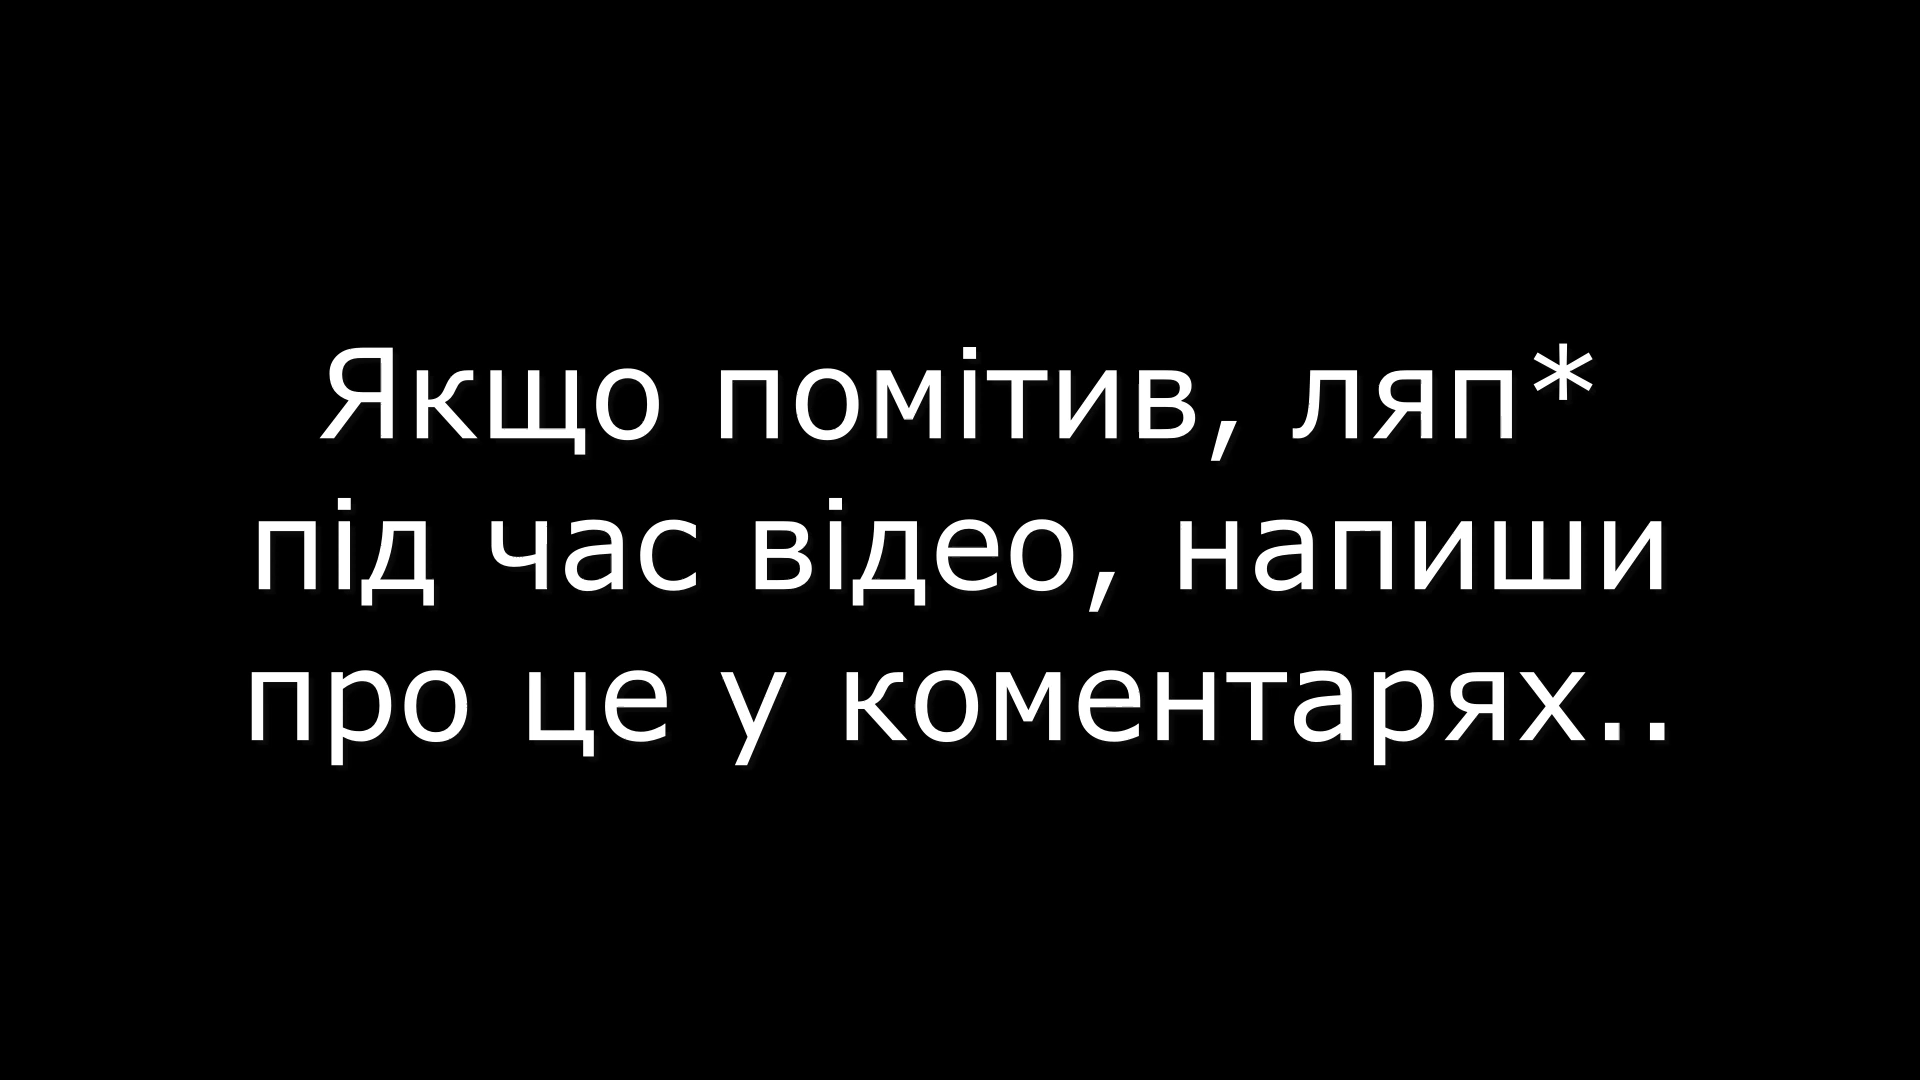 Якщо помітив, ляп*
під час відео, напиши
про це у коментарях..